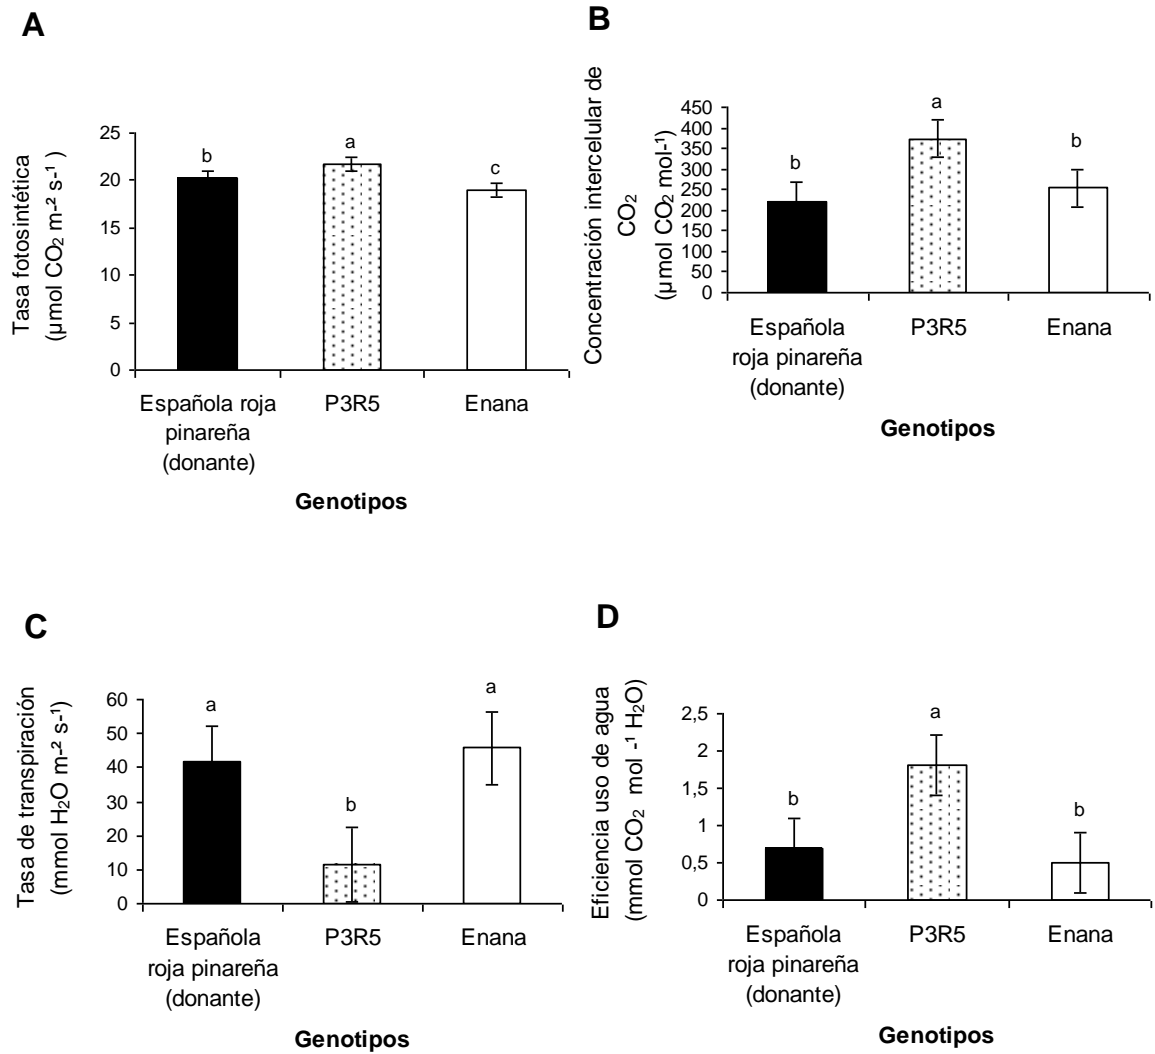 A
Tasa fotosintética
(µmol CO₂ m-² s-¹ )
25
20
15
10
5
0
b
a
c
Española roja
pinareña
(donante)
P3R5
Enana
Genotipos
B
Concentración intercelular de
CO₂
(µmol CO₂ mol-¹)
450
400
350
300
250
200
150
100
50
0
b
a
b
Española
roja pinareña
(donante)
P3R5
Enana
Genotipos
C
Tasa de transpiración
(mmol H₂O m-² s-¹)
60
50
40
30
20
10
0
a
b
a
Española
roja pinareña
(donante)
P3R5
Enana
Genotipos
D
Eficiencia uso de agua
(mmol CO₂ mol -¹ H₂O)
2,5
2
1,5
1
0,5
0
b
a
b
Española
roja pinareña
(donante)
P3R5
Enana
Genotipos